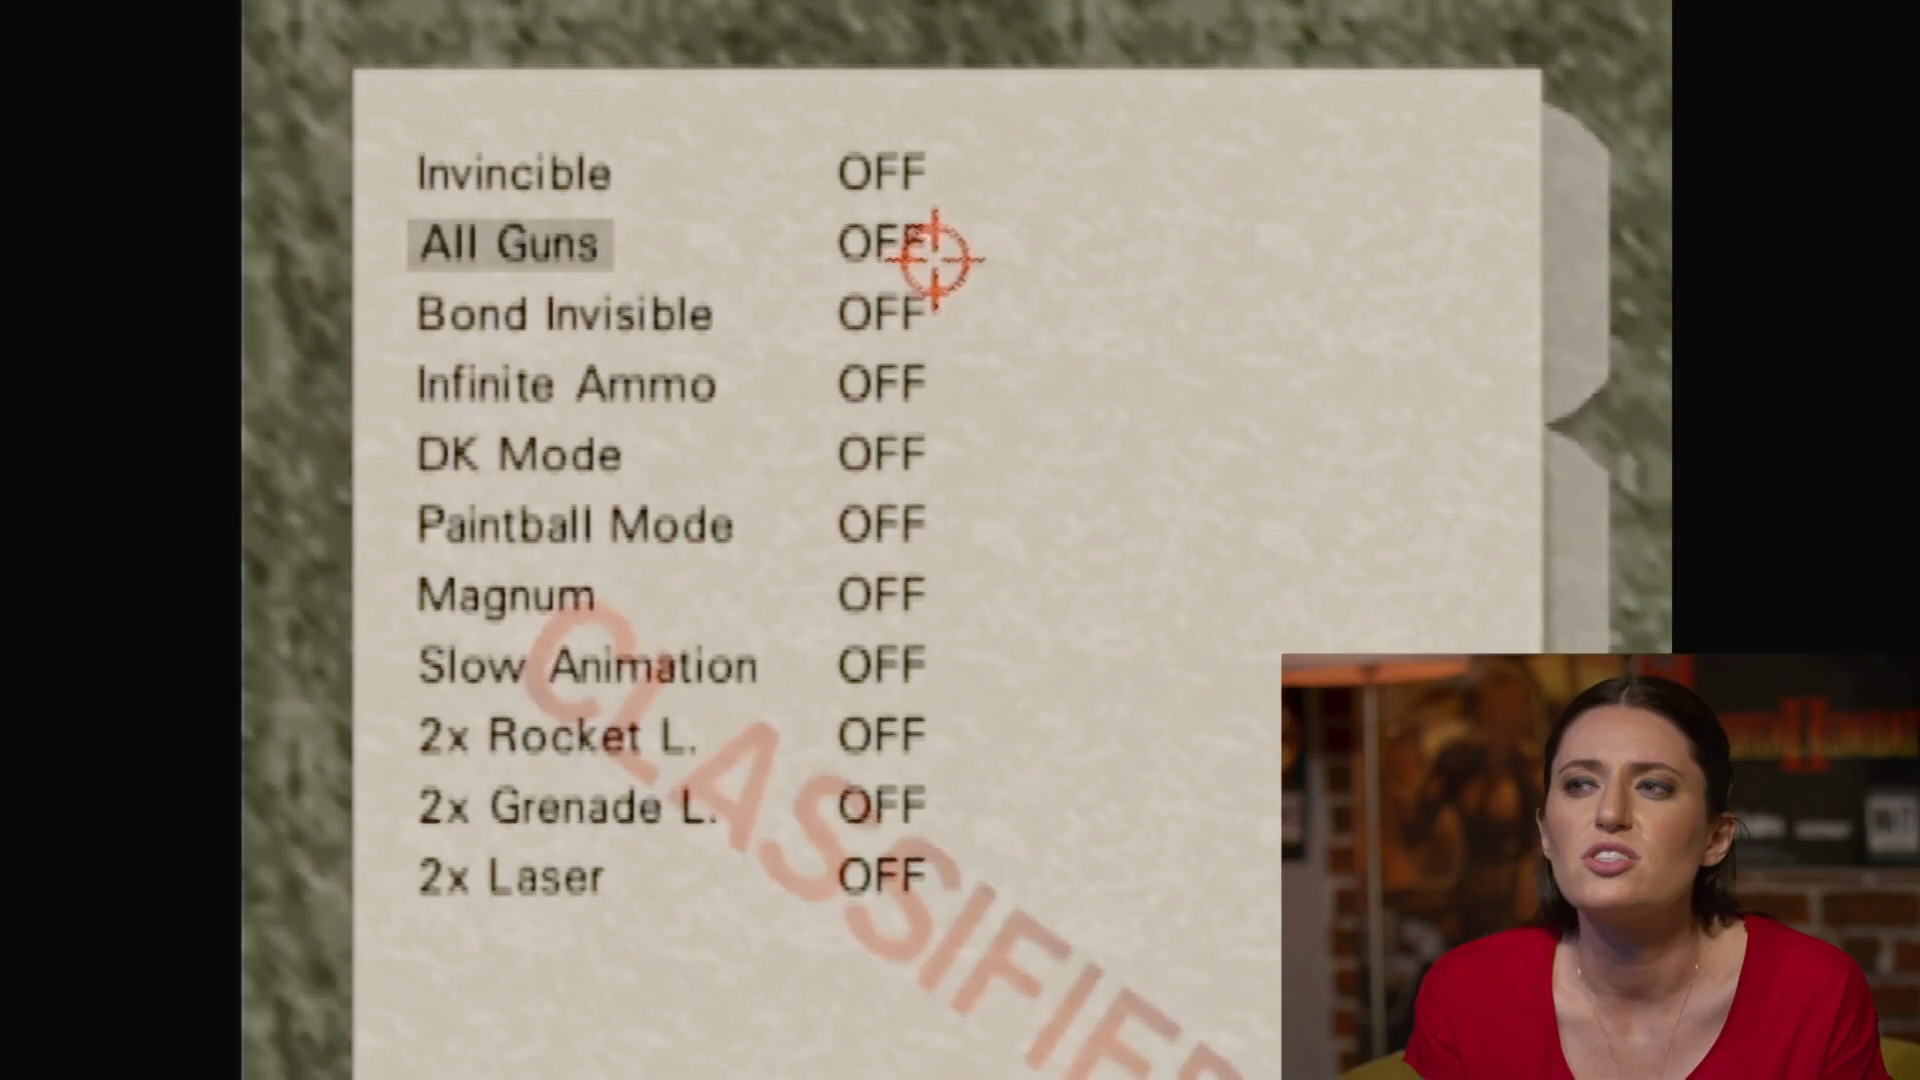 Invincible OFF
All Guns OFF
Bond Invisible OFF
Infinite Ammo OFF
DK Mode OFF
Paintball Mode OFF
Magnum OFF
Slow Animation OFF
2x Rocket L. OFF
2x Grenade L. OFF
2x Laser OFF
CLASSIFIE